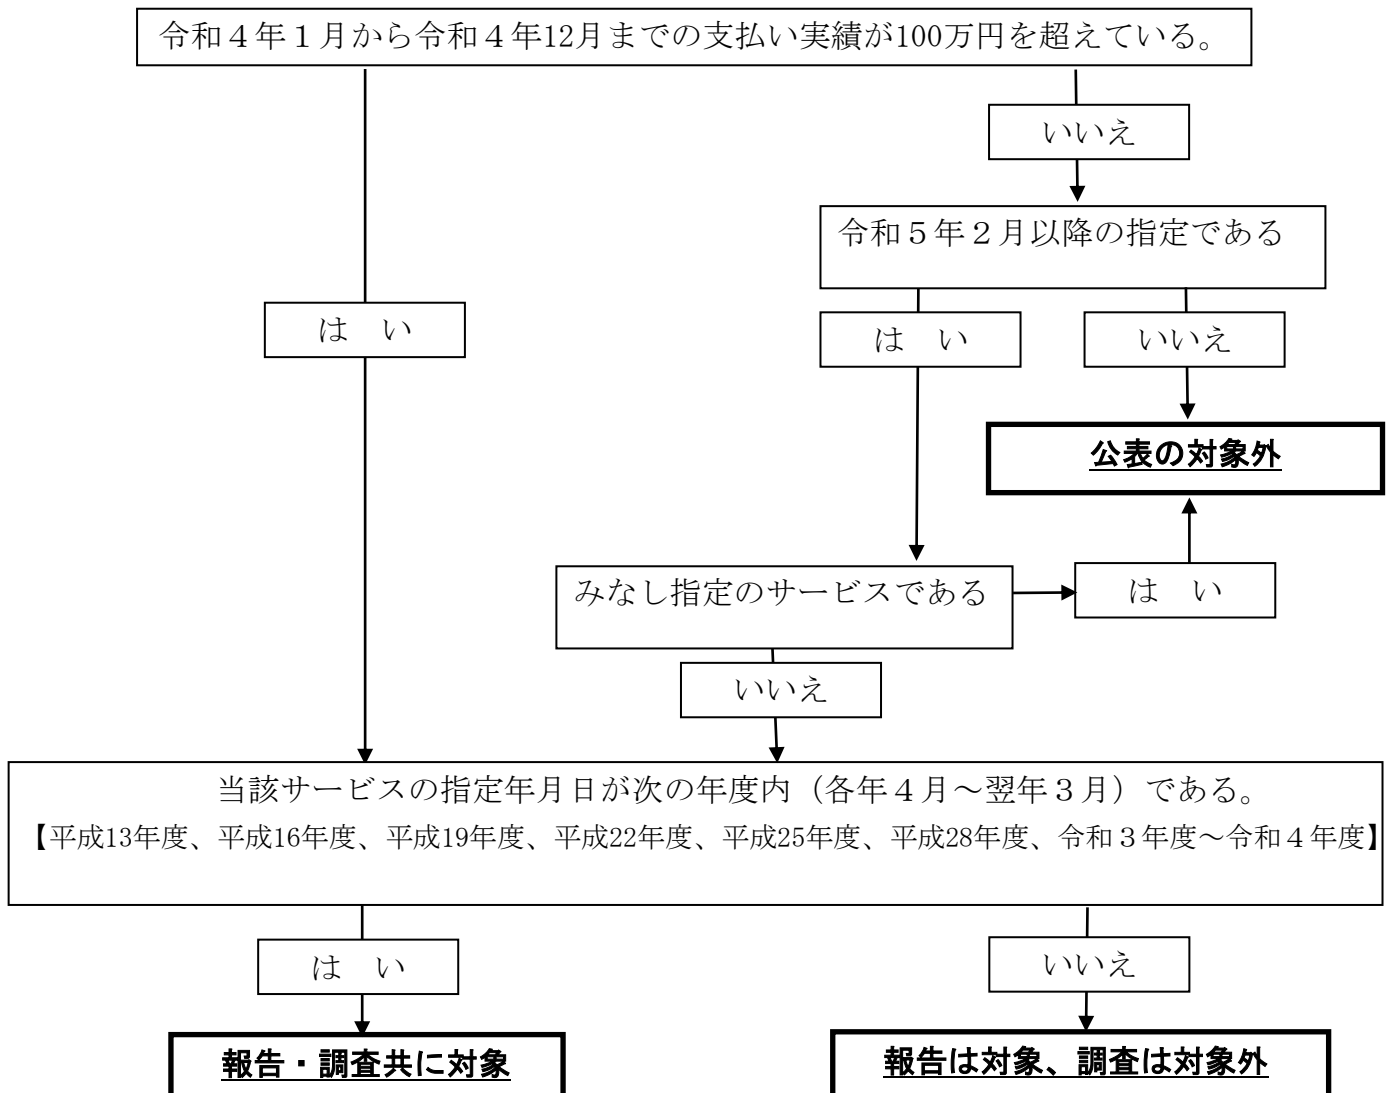 令和４年１月から令和４年12月までの支払い実績が100万円を超えている。
いいえ
令和５年２月以降の指定である
は　い
は　い
いいえ
公表の対象外
みなし指定のサービスである
は　い
いいえ
当該サービスの指定年月日が次の年度内（各年４月～翌年３月）である。
【平成13年度、平成16年度、平成19年度、平成22年度、平成25年度、平成28年度、令和３年度～令和４年度】
は　い
いいえ
報告・調査共に対象
報告は対象、調査は対象外